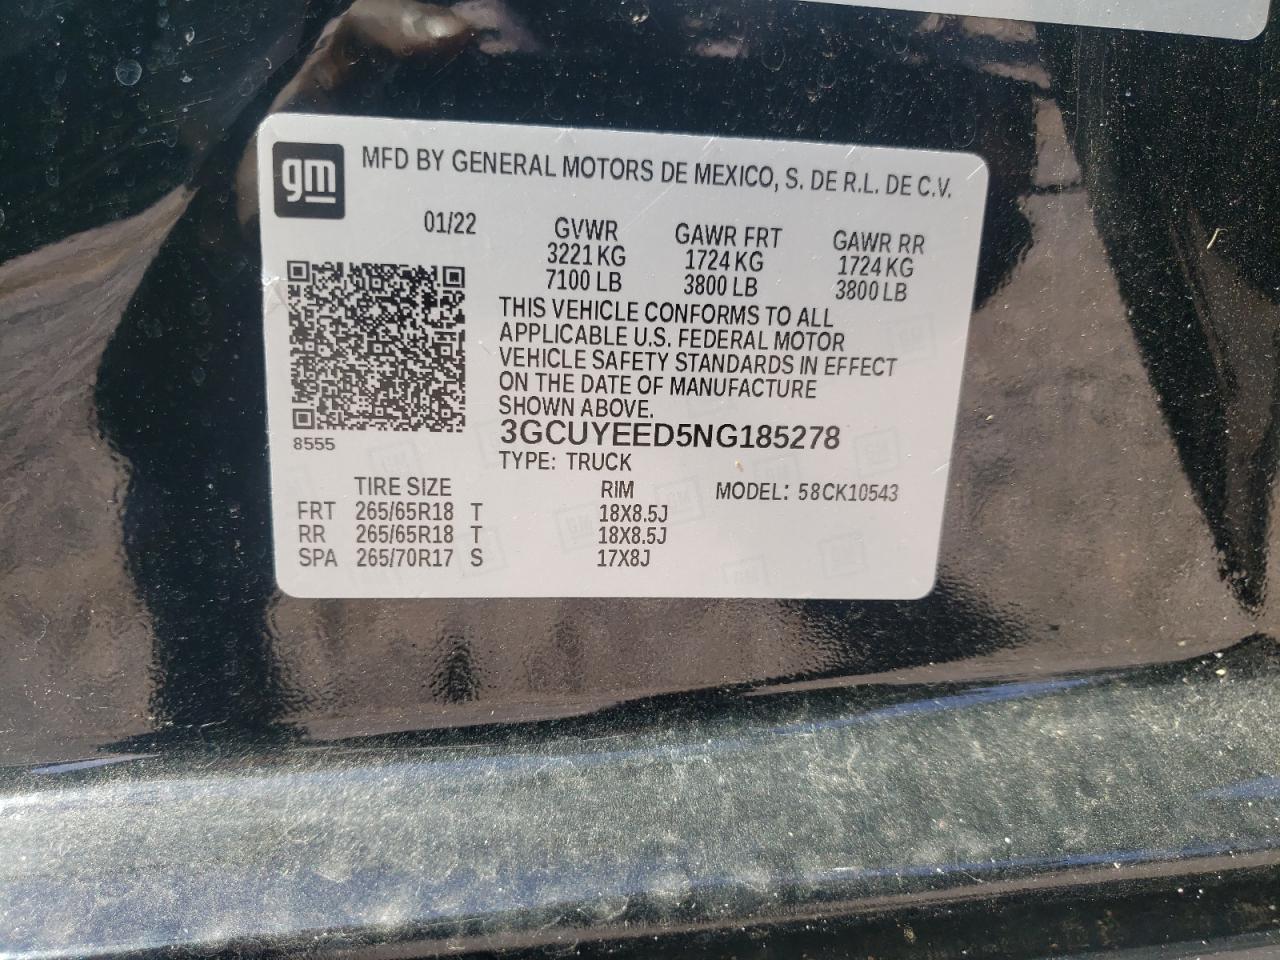 gm
MFD BY GENERAL MOTORS DE MEXICO, S. DE R.L. DE C.V.
01/22 GVWR GAWR FRT GAWR RR
3221 KG 1724 KG 1724 KG
7100 LB 3800 LB 3800 LB
THIS VEHICLE CONFORMS TO ALL
APPLICABLE U.S. FEDERAL MOTOR
VEHICLE SAFETY STANDARDS IN EFFECT
ON THE DATE OF MANUFACTURE
SHOWN ABOVE.
8555
3GCUYEED5NG185278
TYPE: TRUCK
TIRE SIZE RIM MODEL: 58CK10543
FRT 265/65R18 T 18X8.5J
RR 265/65R18 T 18X8.5J
SPA 265/70R17 S 17X8J